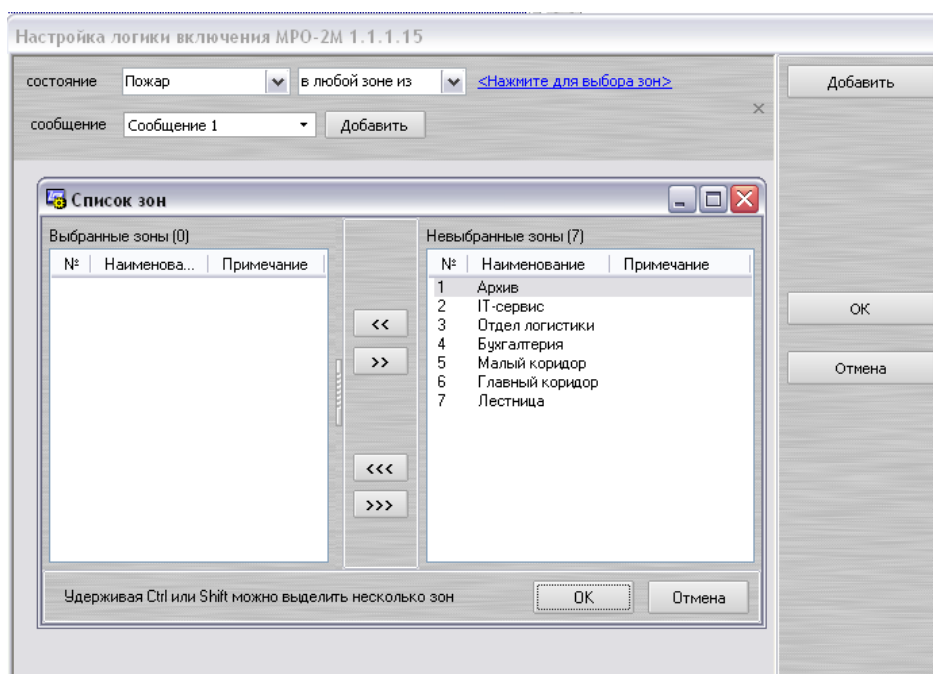 Настройка логики включения МРО-2М 1.1.1.15
состояние Пожар в любой зоне из <Нажмите для выбора зон> Добавить
сообщение Сообщение 1 Добавить
Список зон
Выбранные зоны (0) Невыбранные зоны (7)
№ Наименова... Примечание № Наименование Примечание
1 Архив
2 IT-сервис
3 Отдел логистики
4 Бухгалтерия
5 Малый коридор
6 Главный коридор
7 Лестница
<<
>>
<<<
>>>
ОК
Отмена
Удерживая Ctrl или Shift можно выделить несколько зон ОК Отмена